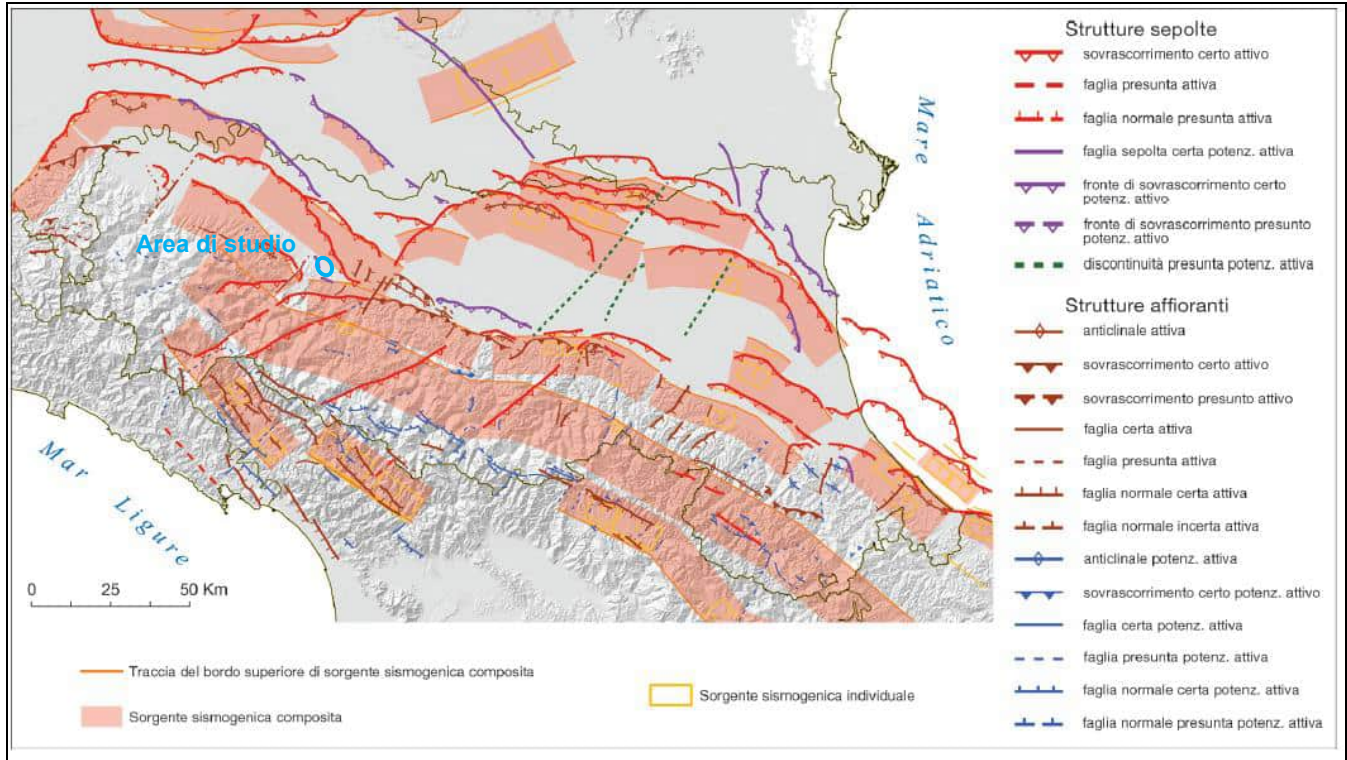 Area di studio
Mare Adriatico
Mar Ligure
0 25 50 Km
Strutture sepolte
sovrascorrimento certo attivo
faglia presunta attiva
faglia normale presunta attiva
faglia sepolta certa potenz. attiva
fronte di sovrascorrimento certo
potenz. attivo
fronte di sovrascorrimento presunto
potenz. attivo
discontinuità presunta potenz. attiva
Strutture affioranti
anticlinale attiva
sovrascorrimento certo attivo
sovrascorrimento presunto attivo
faglia certa attiva
faglia presunta attiva
faglia normale certa attiva
faglia normale incerta attiva
anticlinale potenz. attiva
sovrascorrimento certo potenz. attivo
faglia certa potenz. attiva
faglia presunta potenz. attiva
faglia normale certa potenz. attiva
faglia normale presunta potenz. attiva
Traccia del bordo superiore di sorgente sismogenica composita
Sorgente sismogenica composita
Sorgente sismogenica individuale